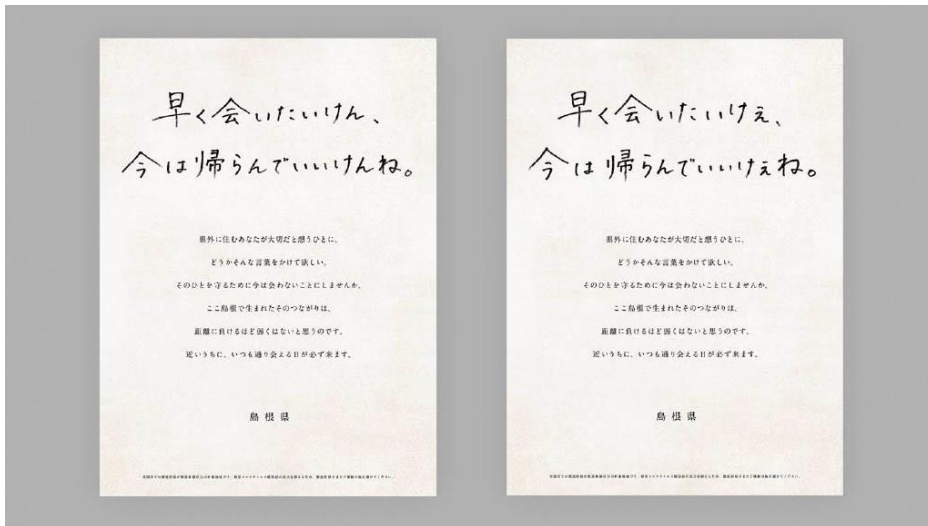 早く会いたいけん、
今は帰らんでいいけんね。
県外に住むあなたが大切だと想うひとに、
どうかそんな言葉をかけて欲しい。
そのひとを守るために今は会わないことにしませんか。
ここ島根で生まれたそのつながりは、
距離に負けるほど弱くはないと思うのです。
近いうちに、いつも通り会える日が必ず来ます。
島根県
早く会いたいけぇ、
今は帰らんでいいけぇね。
県外に住むあなたが大切だと想うひとに、
どうかそんな言葉をかけて欲しい。
そのひとを守るために今は会わないことにしませんか。
ここ島根で生まれたそのつながりは、
距離に負けるほど弱くはないと思うのです。
近いうちに、いつも通り会える日が必ず来ます。
島根県